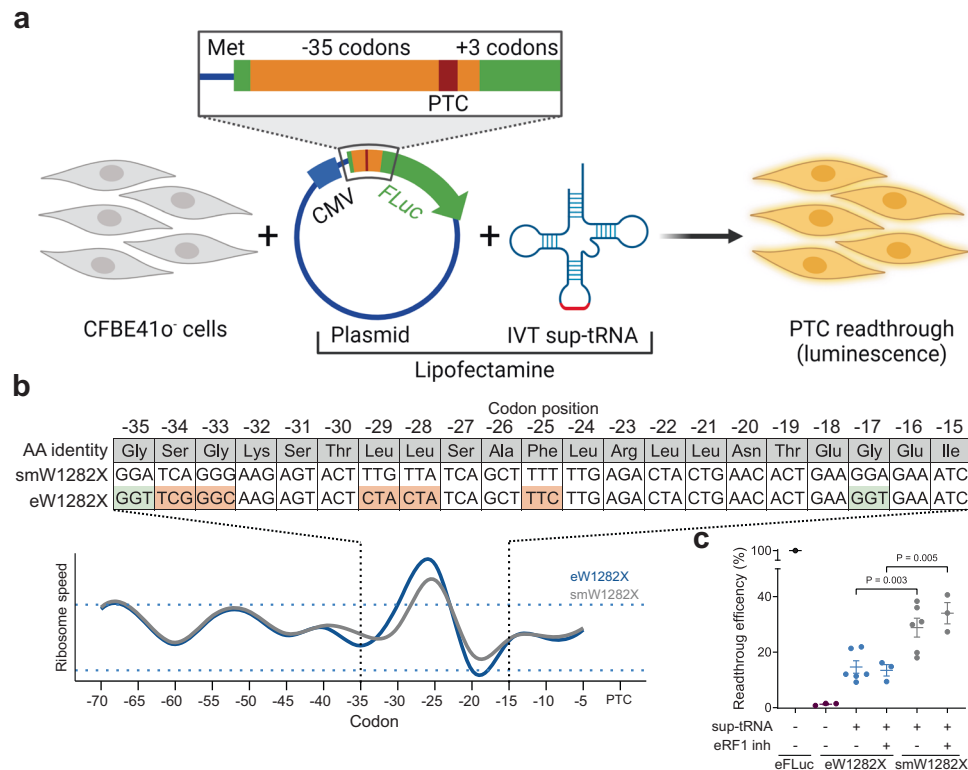 a
Met -35 codons +3 codons
PTC
CMV
FLuc
+ +
CFBE41o- cells
Plasmid IVT sup-tRNA
Lipofectamine
PTC readthrough
(luminescence)
b
Codon position
-35 -34 -33 -32 -31 -30 -29 -28 -27 -26 -25 -24 -23 -22 -21 -20 -19 -18 -17 -16 -15
AA identity Gly Ser Gly Lys Ser Thr Leu Leu Ser Ala Phe Leu Arg Leu Leu Asn Thr Glu Gly Glu Ile
smW1282X GGA TCA GGG AAG AGT ACT TTG TTA TCA GCT TTT TTG AGA CTA CTG AAC ACT GAA GGA GAA ATC
eW1282X GGT TCG GGC AAG AGT ACT CTA CTA TCA GCT TTC TTG AGA CTA CTG AAC ACT GAA GGT GAA ATC
Ribosome speed
eW1282X
smW1282X
-70 -65 -60 -55 -50 -45 -40 -35 -30 -25 -20 -15 -10 -5 PTC
Codon
c
Readthroug efficency (%)
100
40
20
0
P = 0.005
P = 0.003
sup-tRNA - - + + + +
eRF1 inh - - - + - +
eFLuc eW1282X smW1282X